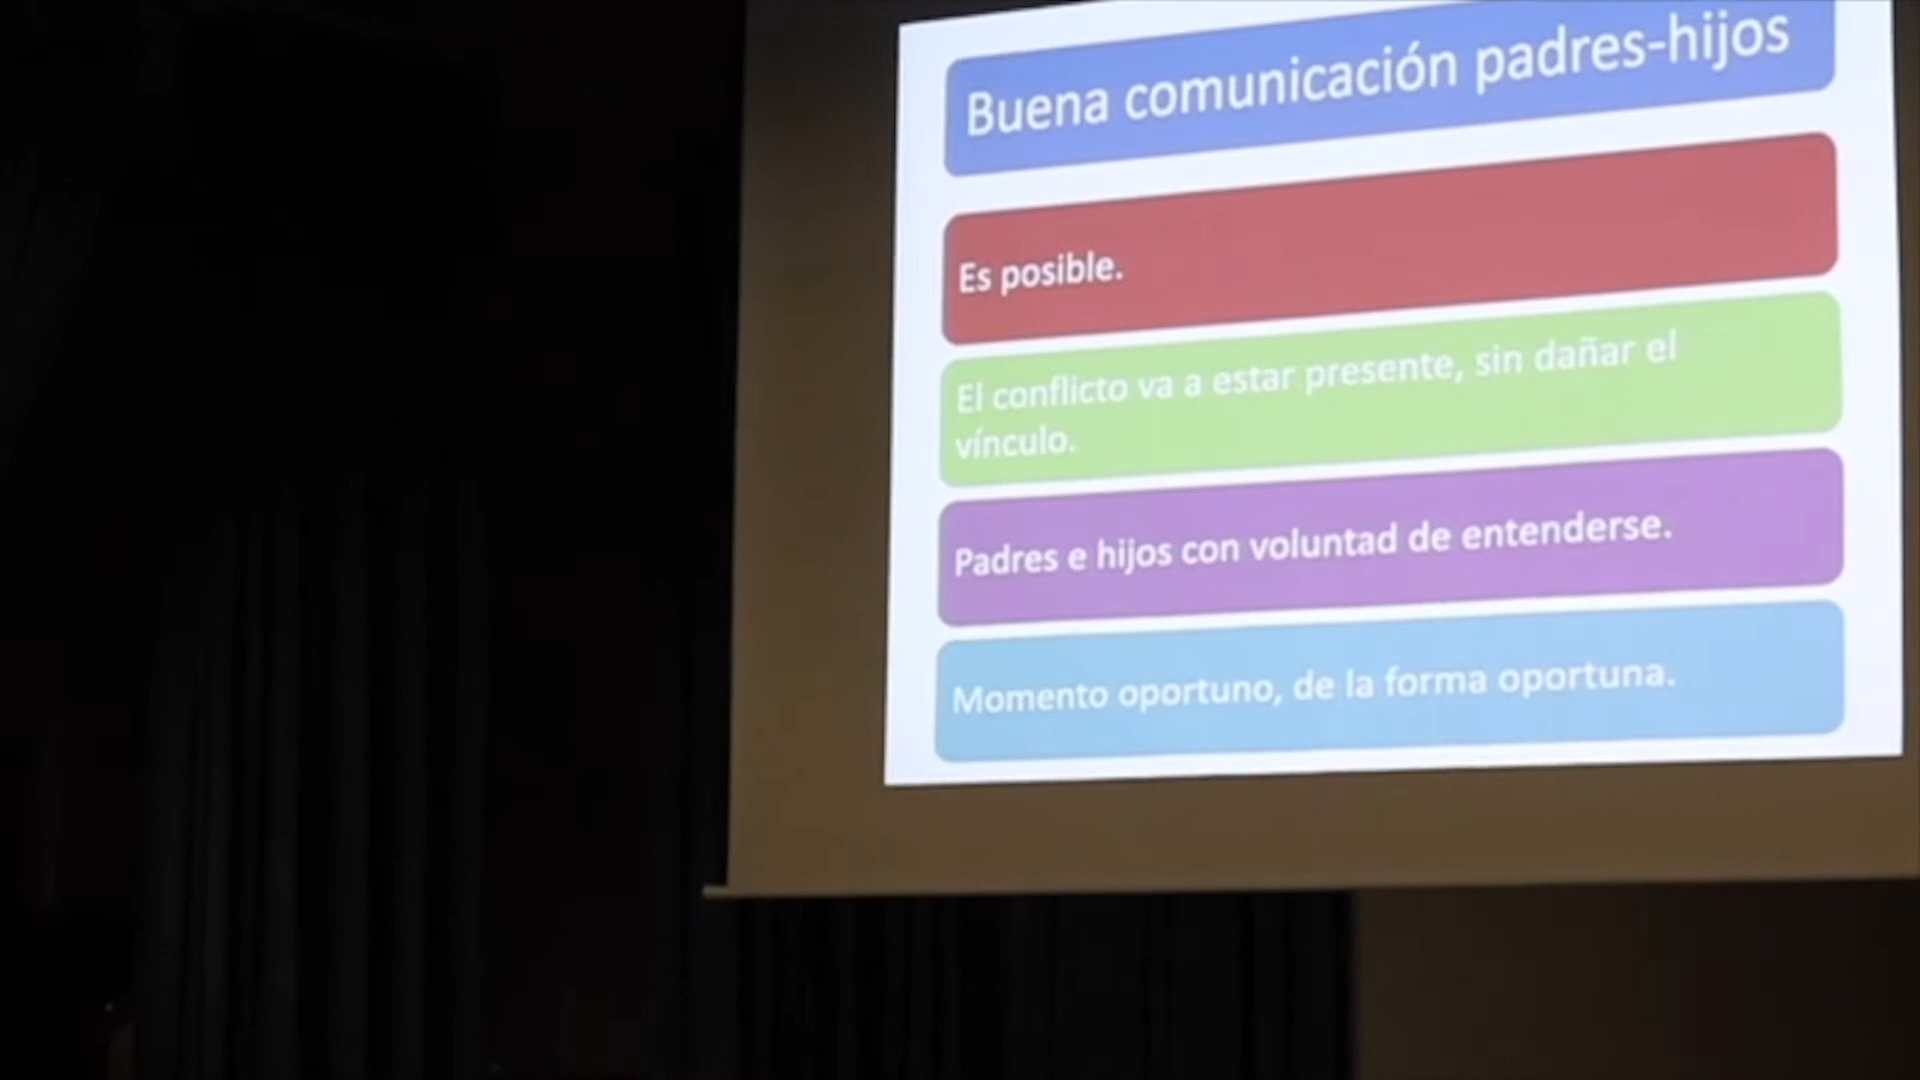 Buena comunicación padres-hijos
Es posible.
El conflicto va a estar presente, sin dañar el
vínculo.
Padres e hijos con voluntad de entenderse.
Momento oportuno, de la forma oportuna.